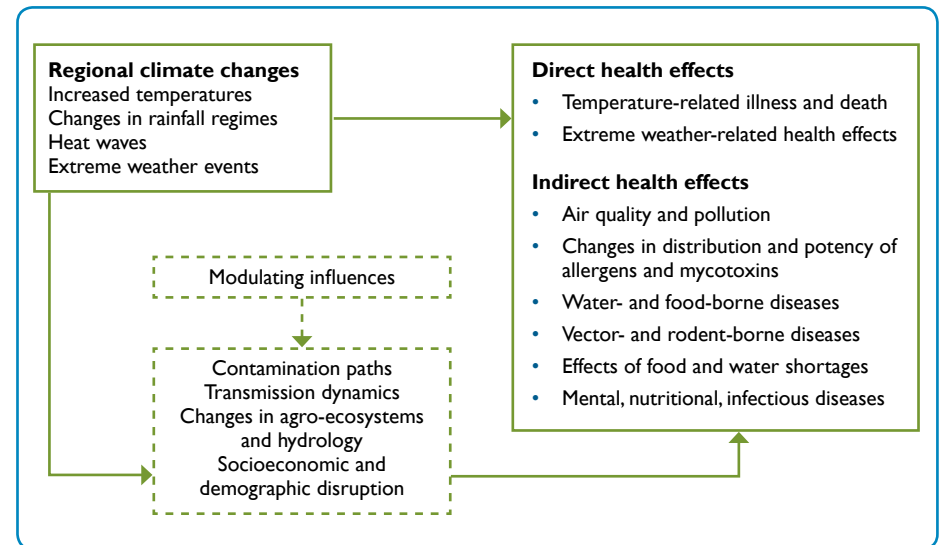 Regional climate changes
Increased temperatures
Changes in rainfall regimes
Heat waves
Extreme weather events
Modulating influences
Contamination paths
Transmission dynamics
Changes in agro-ecosystems
and hydrology
Socioeconomic and
demographic disruption
Direct health effects
• Temperature-related illness and death
• Extreme weather-related health effects
Indirect health effects
• Air quality and pollution
• Changes in distribution and potency of
allergens and mycotoxins
• Water- and food-borne diseases
• Vector- and rodent-borne diseases
• Effects of food and water shortages
• Mental, nutritional, infectious diseases